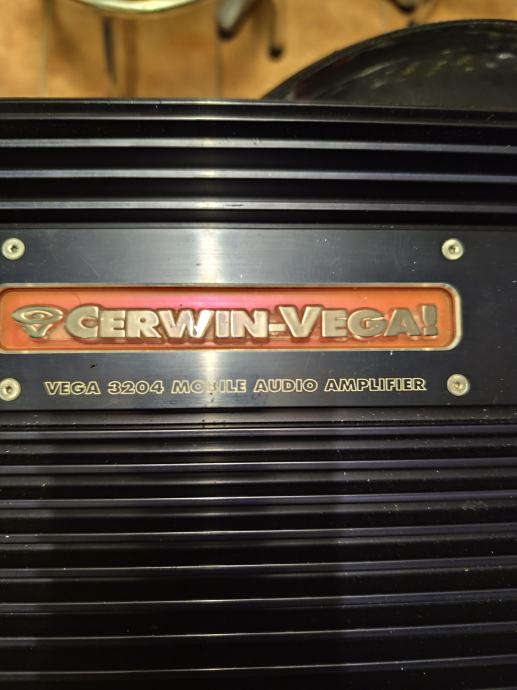 CERWIN-VEGA!
VEGA 3204 MOBILE AUDIO AMPLIFIER